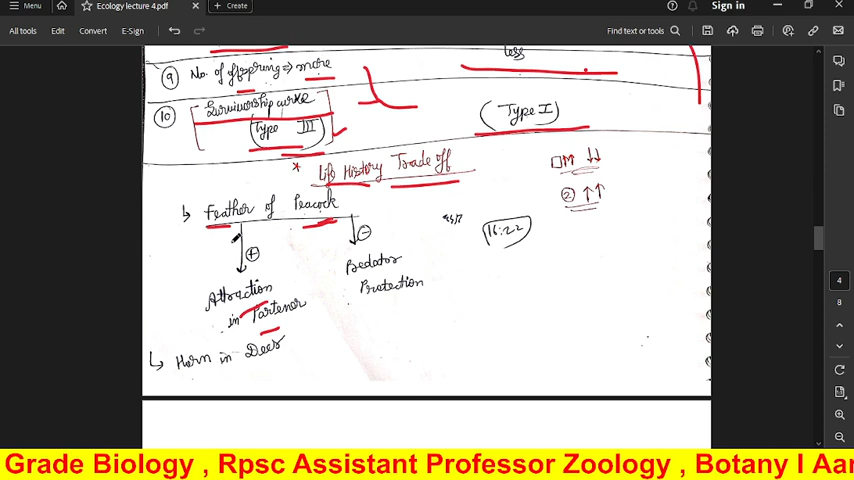 Menu
Ecology lecture 4.pdf
+ Create
Sign in
All tools
Edit
Convert
E-Sign
Find text or tools
less
⑨ No. of offspring ⇒ more
⑩ Survivorship curve
(Type III)
(Type I)
* Life History Trade off
□↑↑ ↓↓
② ↑↑
↳ Feather of Peacock
16:22
⊕
⊖
Attraction
in Partener
Predator
Protection
↳ Horn in Deer
4
8
Grade Biology , Rpsc Assistant Professor Zoology , Botany I Aar